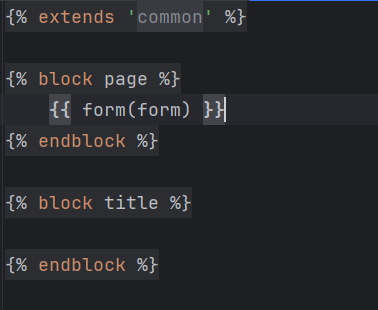 {% extends 'common' %}
{% block page %}
    {{ form(form) }}
{% endblock %}
{% block title %}
{% endblock %}